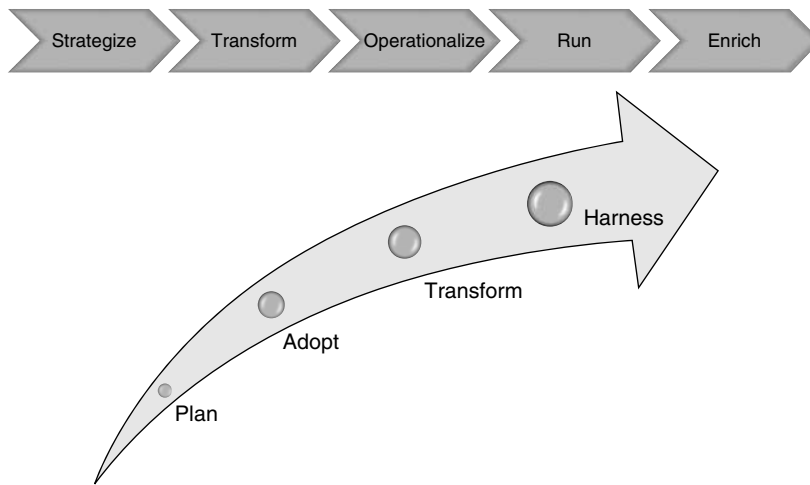 Strategize
Transform
Operationalize
Run
Enrich
Harness
Transform
Adopt
Plan